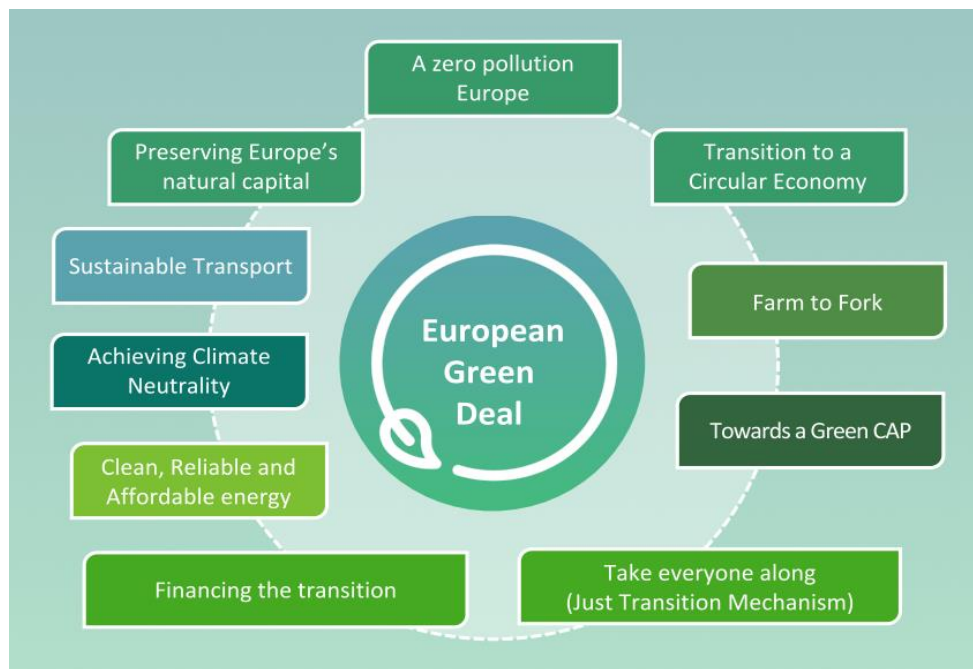 A zero pollution
Europe
Preserving Europe's
natural capital
Transition to a
Circular Economy
Sustainable Transport
Farm to Fork
European
Green
Deal
Achieving Climate
Neutrality
Towards a Green CAP
Clean, Reliable and
Affordable energy
Financing the transition
Take everyone along
(Just Transition Mechanism)